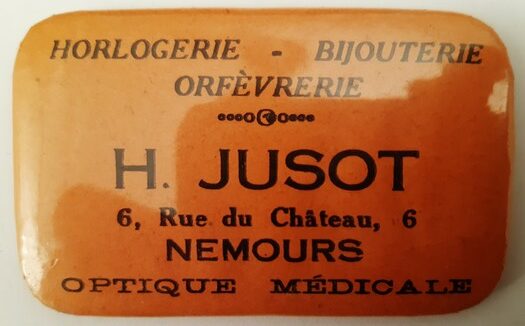 HORLOGERIE - BIJOUTERIE
ORFÈVRERIE
H. JUSOT
6, Rue du Château, 6
NEMOURS
OPTIQUE MÉDICALE